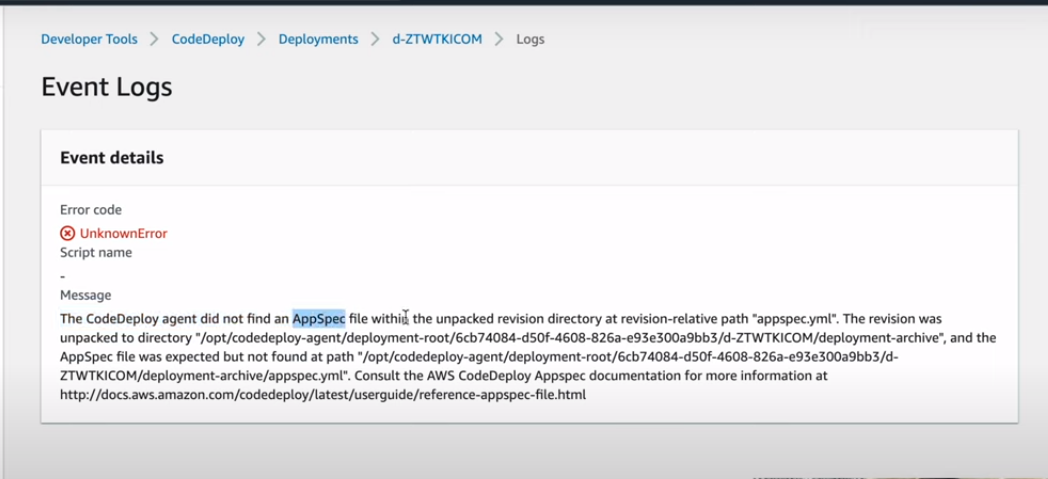 Developer Tools > CodeDeploy > Deployments > d-ZTWTKICOM > Logs
Event Logs
Event details
Error code
UnknownError
Script name
-
Message
The CodeDeploy agent did not find an AppSpec file within the unpacked revision directory at revision-relative path "appspec.yml". The revision was
unpacked to directory "/opt/codedeploy-agent/deployment-root/6cb74084-d50f-4608-826a-e93e300a9bb3/d-ZTWTKICOM/deployment-archive", and the
AppSpec file was expected but not found at path "/opt/codedeploy-agent/deployment-root/6cb74084-d50f-4608-826a-e93e300a9bb3/d-
ZTWTKICOM/deployment-archive/appspec.yml". Consult the AWS CodeDeploy Appspec documentation for more information at
http://docs.aws.amazon.com/codedeploy/latest/userguide/reference-appspec-file.html